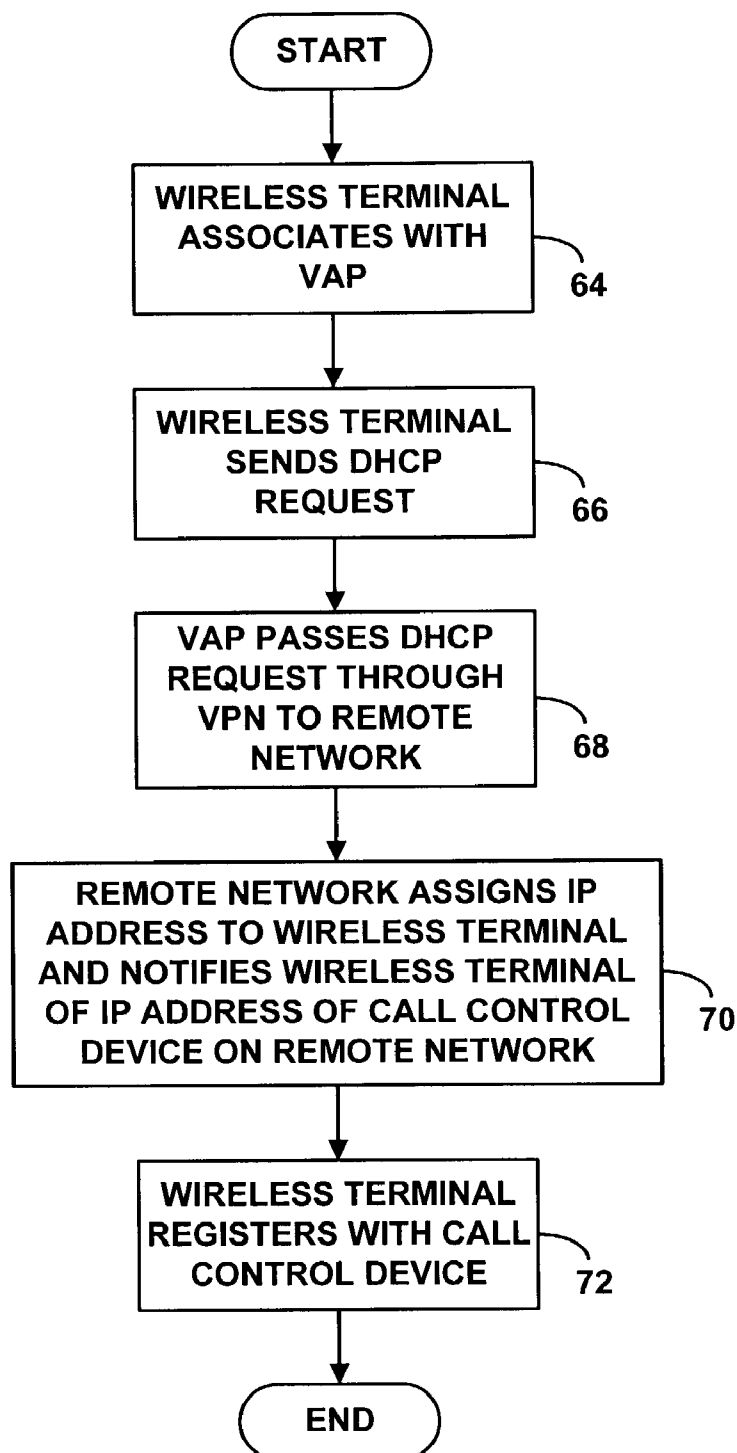 START
WIRELESS TERMINAL
ASSOCIATES WITH
VAP
64
WIRELESS TERMINAL
SENDS DHCP
REQUEST
66
VAP PASSES DHCP
REQUEST THROUGH
VPN TO REMOTE
NETWORK
68
REMOTE NETWORK ASSIGNS IP
ADDRESS TO WIRELESS TERMINAL
AND NOTIFIES WIRELESS TERMINAL
OF IP ADDRESS OF CALL CONTROL
DEVICE ON REMOTE NETWORK
70
WIRELESS TERMINAL
REGISTERS WITH CALL
CONTROL DEVICE
72
END